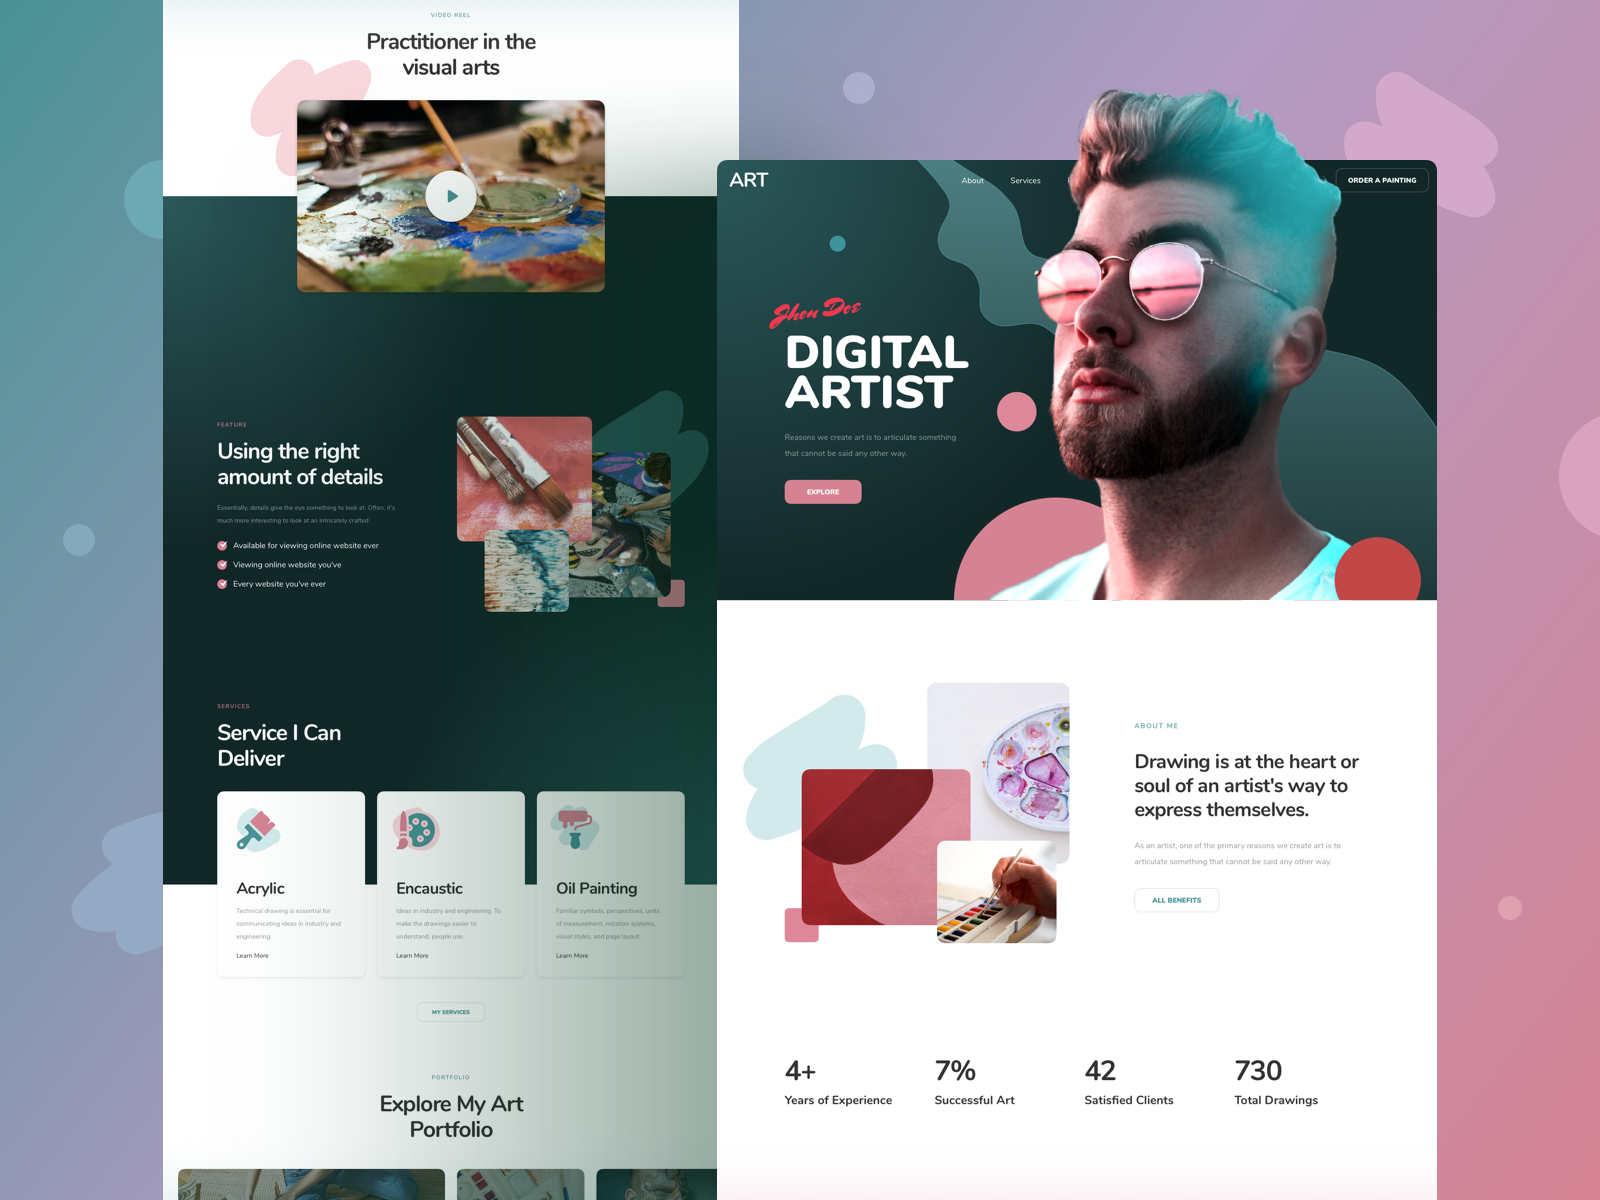 VIDEO REEL
Practitioner in the
visual arts
FEATURE
Using the right
amount of details
Essentially, details give the eye something to look at. Often, it's
much more interesting to look at an intricately crafted .
Available for viewing online website ever
Viewing online website you've
Every website you've ever
SERVICES
Service I Can
Deliver
Acrylic
Technical drawing is essential for
communicating ideas in industry and
engineering.
Learn More
Encaustic
Ideas in industry and engineering. To
make the drawings easier to
understand, people use.
Learn More
Oil Painting
Familiar symbols, perspectives, units
of measurement, notation systems,
visual styles, and page layout.
Learn More
MY SERVICES
PORTFOLIO
Explore My Art
Portfolio
ART
About
Services
ORDER A PAINTING
Jhon Doe
DIGITAL
ARTIST
Reasons we create art is to articulate something
that cannot be said any other way.
EXPLORE
ABOUT ME
Drawing is at the heart or
soul of an artist's way to
express themselves.
As an artist, one of the primary reasons we create art is to
articulate something that cannot be said any other way.
ALL BENEFITS
4+
Years of Experience
7%
Successful Art
42
Satisfied Clients
730
Total Drawings